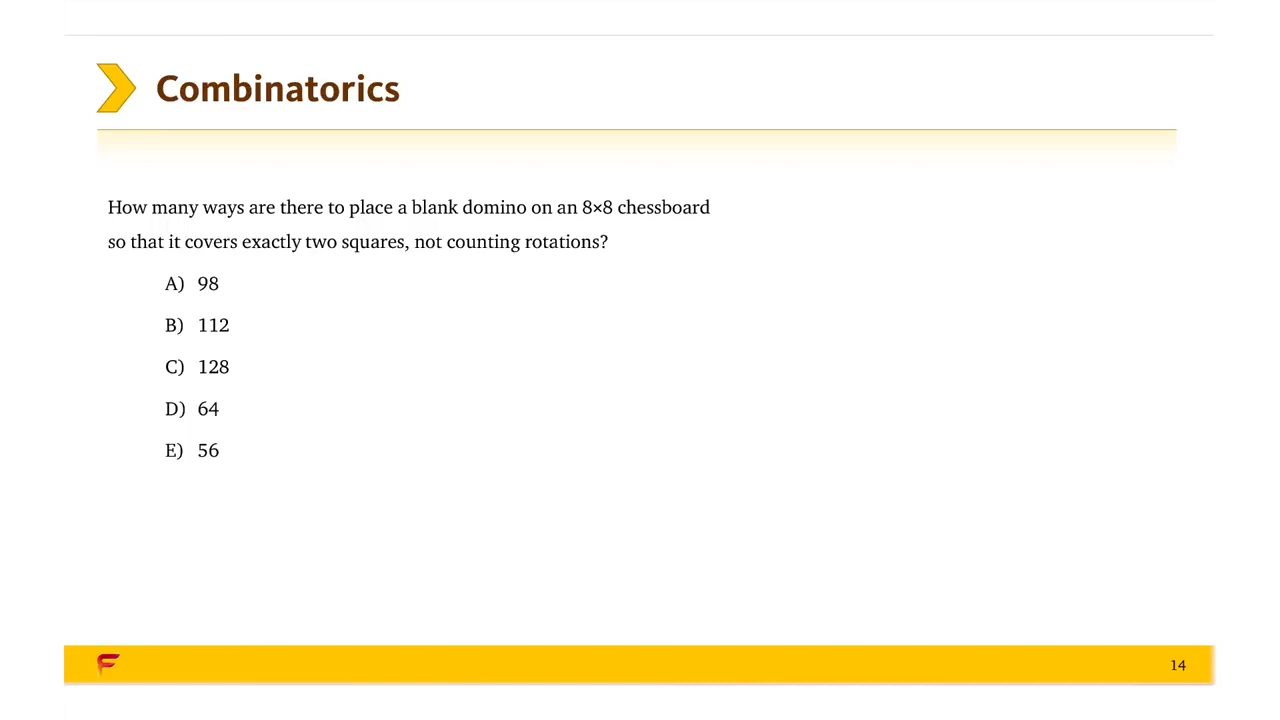 Combinatorics
How many ways are there to place a blank domino on an 8×8 chessboard
so that it covers exactly two squares, not counting rotations?
A) 98
B) 112
C) 128
D) 64
E) 56
14